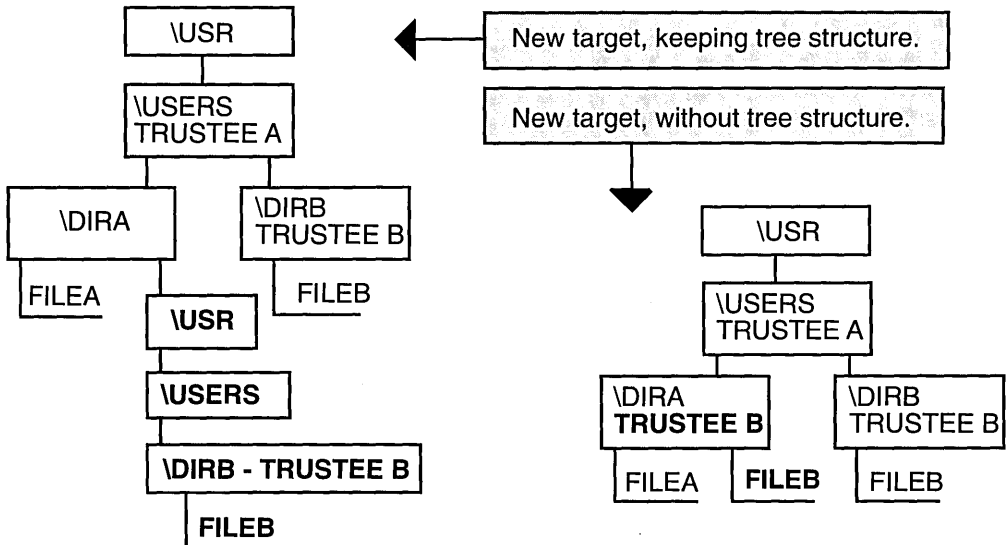 \USR
New target, keeping tree structure.
\USERS
TRUSTEE A
New target, without tree structure.
\DIRA
\DIRB
TRUSTEE B
FILEA
FILEB
\USR
\USERS
\DIRB - TRUSTEE B
FILEB
\USR
\USERS
TRUSTEE A
\DIRA
TRUSTEE B
\DIRB
TRUSTEE B
FILEA
FILEB
FILEB